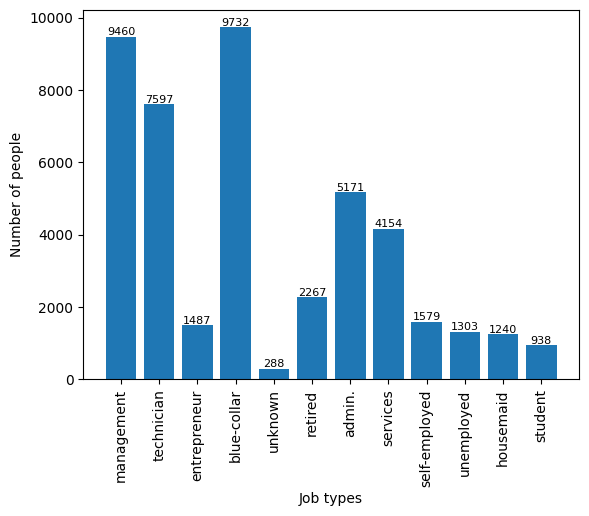 10000
8000
6000
4000
2000
0
Number of people
9460
7597
1487
9732
288
2267
5171
4154
1579
1303
1240
938
management
technician
entrepreneur
blue-collar
unknown
retired
admin.
services
self-employed
unemployed
housemaid
student
Job types